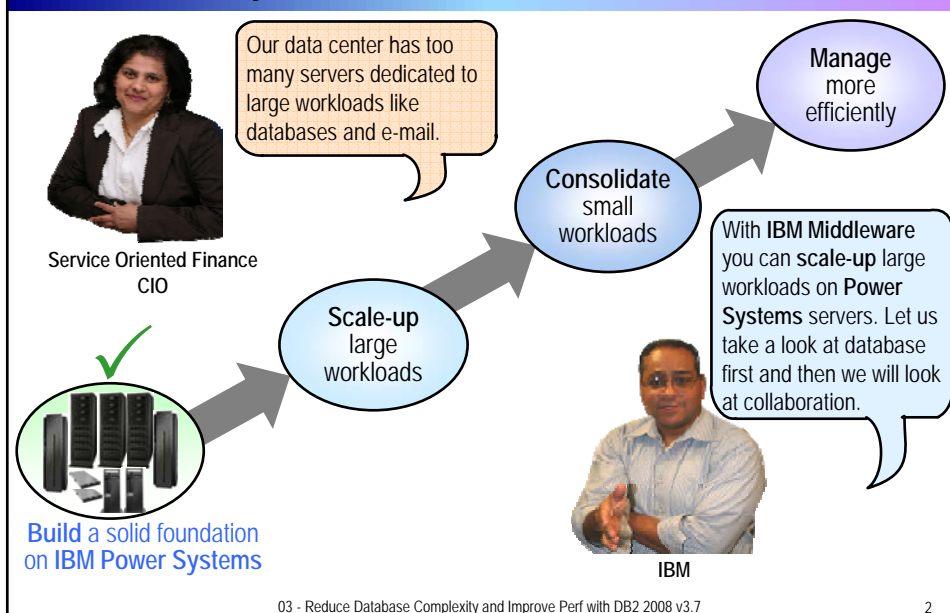 Our data center has too
many servers dedicated to
large workloads like
databases and e-mail.
Manage
more
efficiently
Consolidate
small
workloads
Service Oriented Finance
CIO
With IBM Middleware
you can scale-up large
workloads on Power
Systems servers. Let us
take a look at database
first and then we will look
at collaboration.
Scale-up
large
workloads
Build a solid foundation
on IBM Power Systems
IBM
03 - Reduce Database Complexity and Improve Perf with DB2 2008 v3.7
2